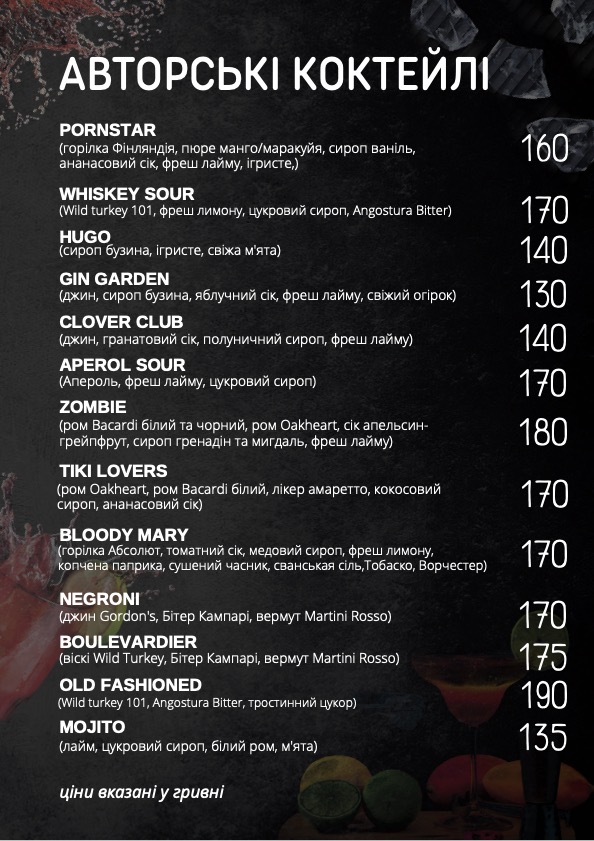 АВТОРСЬКІ КОКТЕЙЛІ
PORNSTAR
(горілка Фінляндія, пюре манго/маракуйя, сироп ваніль,
ананасовий сік, фреш лайму, ігристе,)
160
WHISKEY SOUR
(Wild turkey 101, фреш лимону, цукровий сироп, Angostura Bitter)
170
HUGO
(сироп бузина, ігристе, свіжа м'ята)
140
GIN GARDEN
(джин, сироп бузина, яблучний сік, фреш лайму, свіжий огірок)
130
CLOVER CLUB
(джин, гранатовий сік, полуничний сироп, фреш лайму)
140
APEROL SOUR
(Апероль, фреш лайму, цукровий сироп)
170
ZOMBIE
(ром Bacardi білий та чорний, ром Oakheart, сік апельсин-
грейпфрут, сироп гренадін та мигдаль, фреш лайму)
180
TIKI LOVERS
(ром Oakheart, ром Bacardi білий, лікер амаретто, кокосовий
сироп, ананасовий сік)
170
BLOODY MARY
(горілка Абсолют, томатний сік, медовий сироп, фреш лимону,
копчена паприка, сушений часник, сванська сіль,Тобаско, Ворчестер)
170
NEGRONI
(джин Gordon's, Бітер Кампарі, вермут Martini Rosso)
170
BOULEVARDIER
(віскі Wild Turkey, Бітер Кампарі, вермут Martini Rosso)
175
OLD FASHIONED
(Wild turkey 101, Angostura Bitter, тростинний цукор)
190
MOJITO
(лайм, цукровий сироп, білий ром, м'ята)
135
ціни вказані у гривні